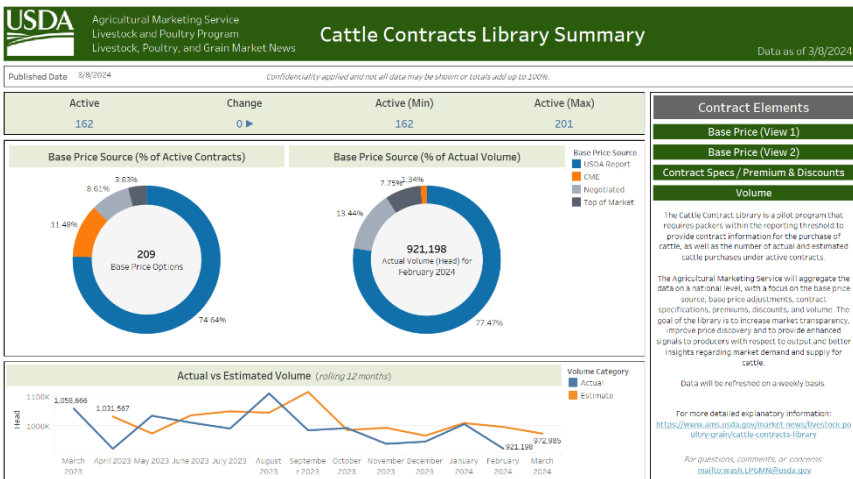 USDA
Agricultural Marketing Service
Livestock and Poultry Program
Livestock, Poultry, and Grain Market News
Cattle Contracts Library Summary
Data as of 3/8/2024
Published Date 3/8/2024
Confidentiality applied and not all data may be shown or totals add up to 100%.
Active Change Active (Min) Active (Max)
162 0 ▶ 162 201
Base Price Source (% of Active Contracts)
3.83%
8.61%
11.48%
209
Base Price Options
74.64%
Base Price Source (% of Actual Volume)
1.34%
7.75%
13.44%
921,198
Actual Volume (Head) for
February 2024
77.47%
Base Price Source
USDA Report
CME
Negotiated
Top of Market
Actual vs Estimated Volume (rolling 12 months)
Volume Category
Actual
Estimate
Head
1100K
1000K
1,058,666
1,031,567
921,198
972,985
March
2023
April 2023
May 2023
June 2023
July 2023
August
2023
Septembe
r 2023
October
2023
November
2023
December
2023
January
2024
February
2024
March
2024
Contract Elements
Base Price (View 1)
Base Price (View 2)
Contract Specs / Premium & Discounts
Volume
The Cattle Contract Library is a pilot program that
requires packers within the reporting threshold to
provide contract information for the purchase of
cattle, as well as the number of actual and estimated
cattle purchases under active contracts.
The Agricultural Marketing Service will aggregate the
data on a national level, with a focus on the base price
source, base price adjustments, contract
specifications, premiums, discounts, and volume. The
goal of the library is to increase market transparency,
improve price discovery and to provide enhanced
signals to producers with respect to output and better
insights regarding market demand and supply for
cattle.
Data will be refreshed on a weekly basis.
For more detailed explanatory information:
https://www.ams.usda.gov/market-news/livestock-po
ultry-grain/cattle-contracts-library
For questions, comments, or concerns:
mailto:wash.LPGMN@usda.gov